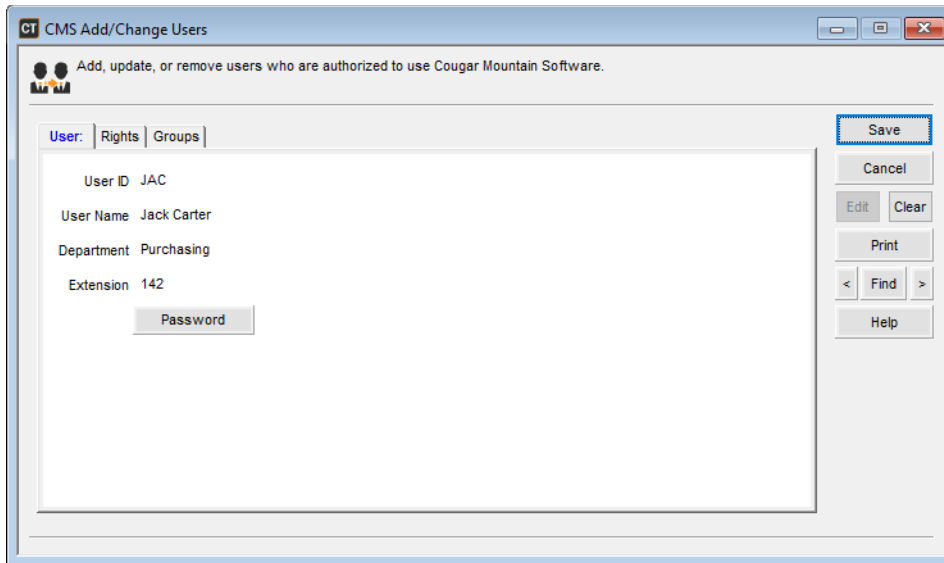 CT CMS Add/Change Users
Add, update, or remove users who are authorized to use Cougar Mountain Software.
User: Rights Groups
User ID JAC
User Name Jack Carter
Department Purchasing
Extension 142
Password
Save
Cancel
Edit Clear
Print
< Find >
Help